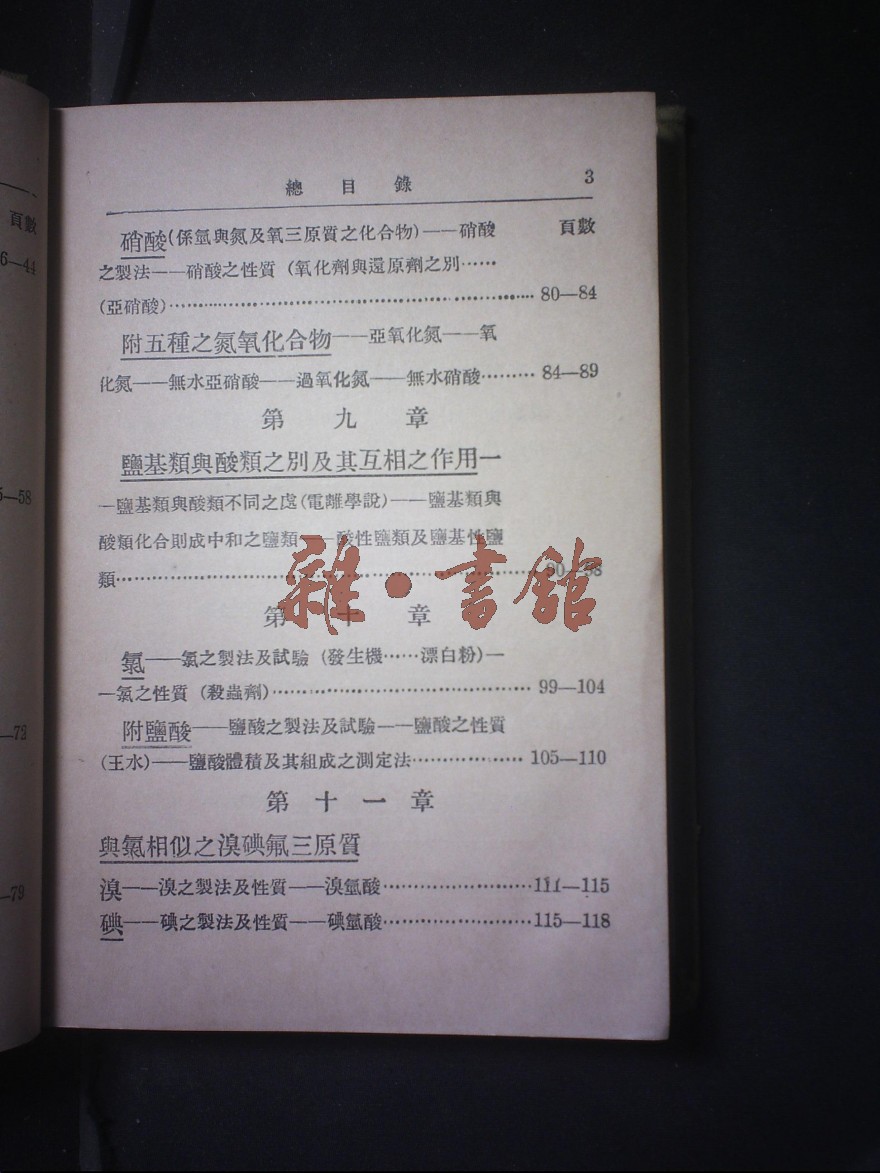 頁數
6—44
5—58
—72
—79
總目錄 3
硝酸(係氫與氮及氧三原質之化合物)——硝酸 頁數
之製法——硝酸之性質(氧化劑與還原劑之別……
(亞硝酸)…………………………………………… 80—84
附五種之氮氧化合物——亞氧化氮——氧
化氮——無水亞硝酸——過氧化氮——無水硝酸……… 84—89
第九章
鹽基類與酸類之別及其互相之作用—
—鹽基類與酸類不同之處(電離學說)——鹽基類與
酸類化合則成中和之鹽類——酸性鹽類及鹽基性鹽
類…………………………………………… 90—98
雜·書館
第十章
氯——氯之製法及試驗(發生機……漂白粉)—
—氯之性質(殺蟲劑)……………………………… 99—104
附鹽酸——鹽酸之製法及試驗——鹽酸之性質
(王水)——鹽酸體積及其組成之測定法……………… 105—110
第十一章
與氯相似之溴碘氟三原質
溴——溴之製法及性質——溴氫酸……………………111—115
碘——碘之製法及性質——碘氫酸……………………115—118